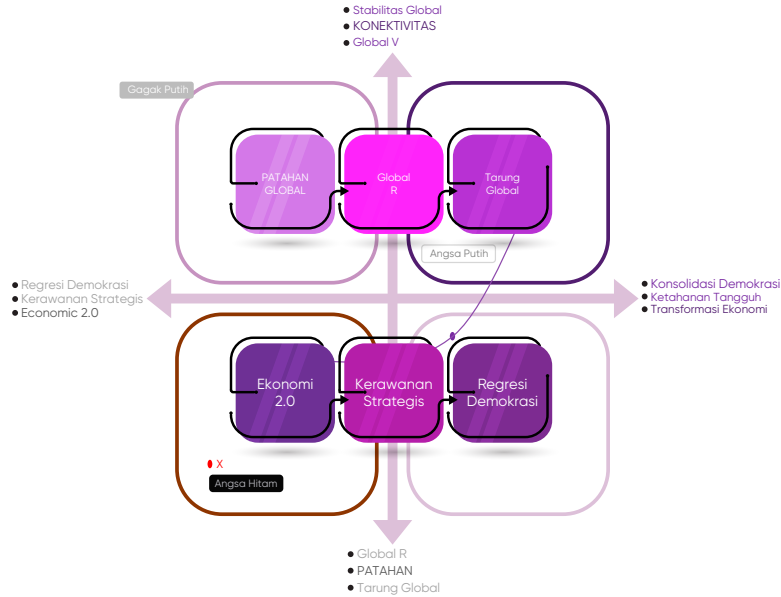 Stabilitas Global
KONEKTIVITAS
Global V
Gagak Putih
PATAHAN
GLOBAL
Global
R
Tarung
Global
Angsa Putih
Regresi Demokrasi
Kerawanan Strategis
Economic 2.0
Konsolidasi Demokrasi
Ketahanan Tangguh
Transformasi Ekonomi
Ekonomi
2.0
Kerawanan
Strategis
Regresi
Demokrasi
X
Angsa Hitam
Global R
PATAHAN
Tarung Global